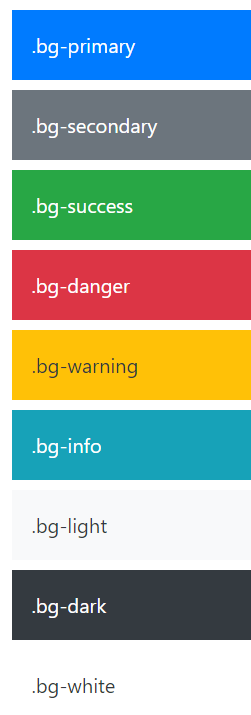 .bg-primary
.bg-secondary
.bg-success
.bg-danger
.bg-warning
.bg-info
.bg-light
.bg-dark
.bg-white